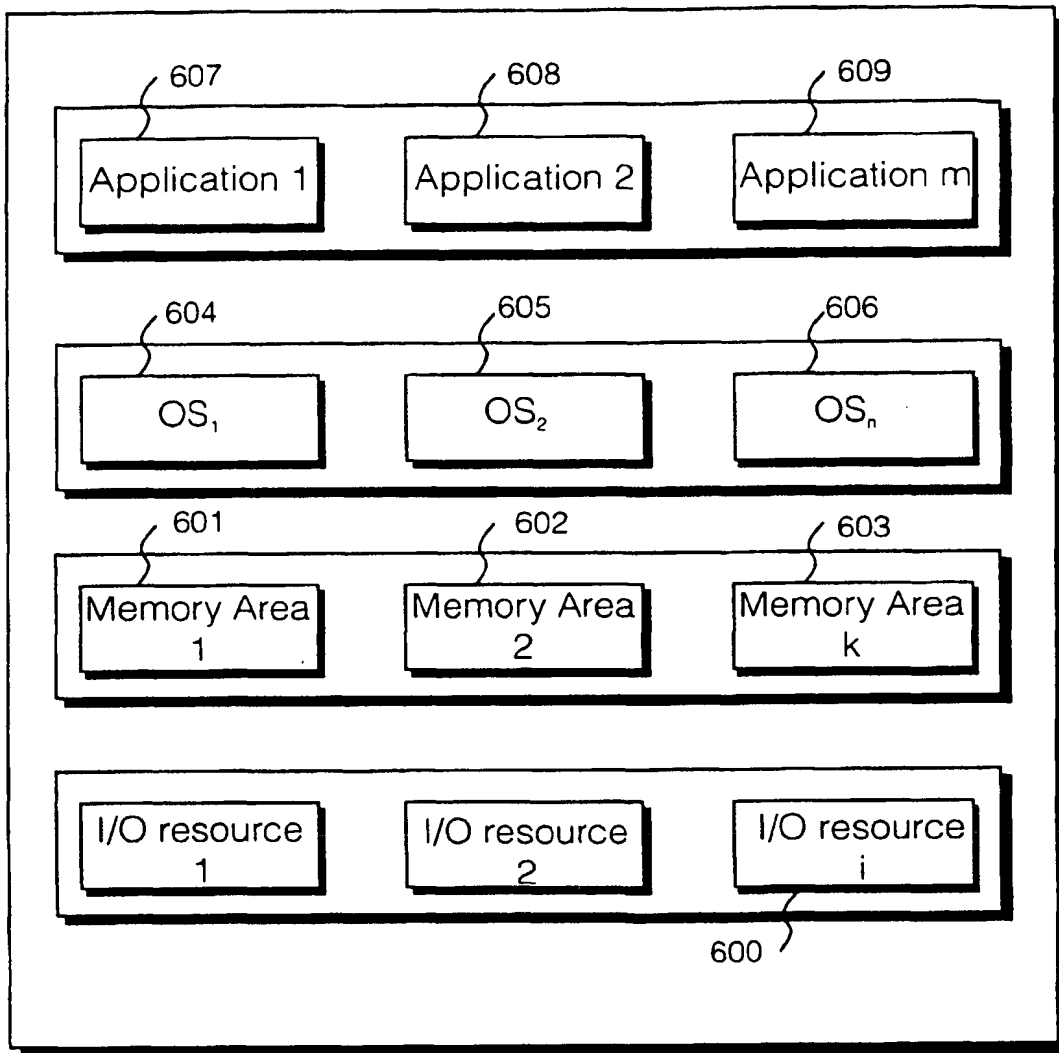 607 608 609
Application 1 Application 2 Application m
604 605 606
OS₁ OS₂ OSₙ
601 602 603
Memory Area Memory Area Memory Area
1 2 k
I/O resource I/O resource I/O resource
1 2 i
600